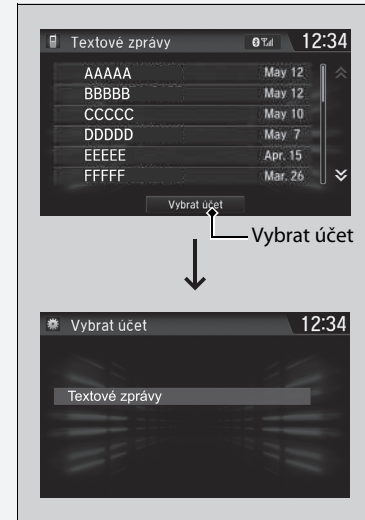 Textové zprávy 12:34
AAAAA May 12
BBBBB May 12
CCCCC May 10
DDDDD May 7
EEEEE Apr. 15
FFFFF Mar. 26
Vybrat účet
Vybrat účet
Vybrat účet 12:34
Textové zprávy